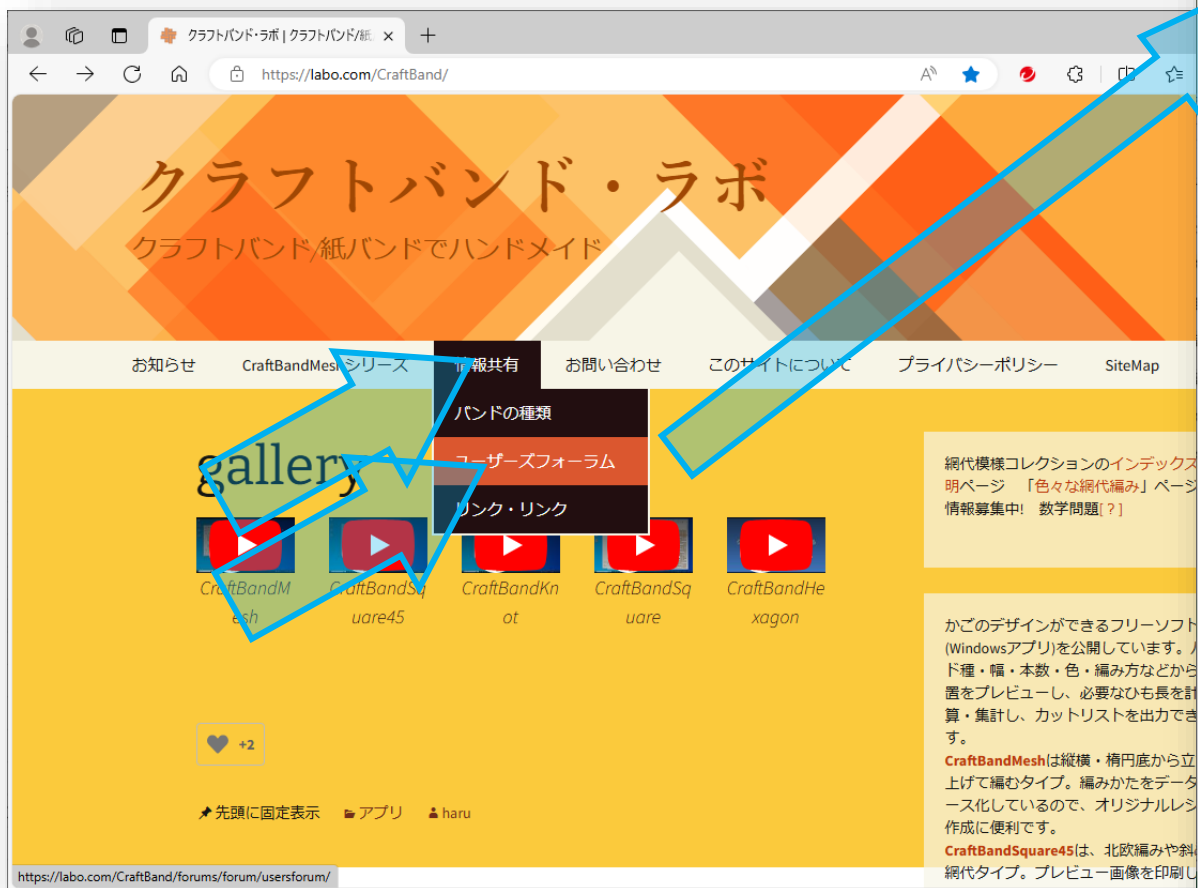 クラフトバンド・ラボ | クラフトバンド/紙
https://labo.com/CraftBand/
クラフトバンド・ラボ
クラフトバンド/紙バンドでハンドメイド
お知らせ CraftBandMeshシリーズ 情報共有 お問い合わせ このサイトについて プライバシーポリシー SiteMap
バンドの種類
ユーザーズフォーラム
リンク・リンク
gallery
CraftBandM
esh
CraftBandSq
uare45
CraftBandKn
ot
CraftBandSq
uare
CraftBandHe
xagon
+2
先頭に固定表示 アプリ haru
網代模様コレクションのインデックス
明ページ 「色々な網代編み」ページ
情報募集中! 数学問題[？]
かごのデザインができるフリーソフト
(Windowsアプリ)を公開しています。
ド種・幅・本数・色・編み方などから
置をプレビューし、必要なひも長を計
算・集計し、カットリストを出力でき
す。
CraftBandMeshは縦横・楕円底から立
上げて編むタイプ。編みかたをデータ
ース化しているので、オリジナルレシ
作成に便利です。
CraftBandSquare45は、北欧編みや斜
網代タイプ。プレビュー画像を印刷し
https://labo.com/CraftBand/forums/forum/usersforum/